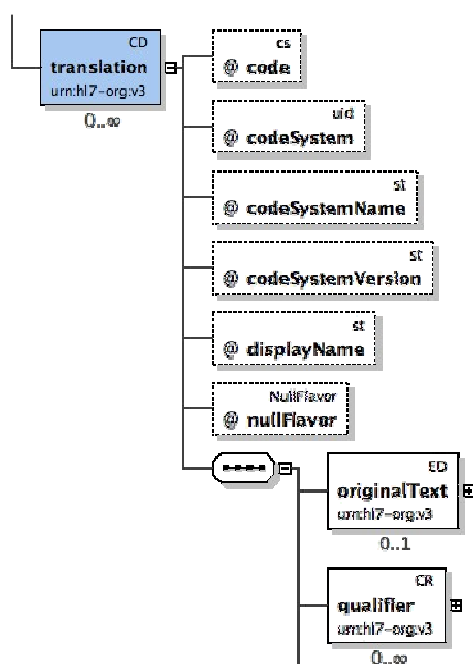 CD
translation
urn:hl7-org:v3
0..∞
cs
@ code
uid
@ codeSystem
st
@ codeSystemName
st
@ codeSystemVersion
st
@ displayName
NullFlavor
@ nullFlavor
ED
originalText
urn:hl7-org:v3
0..1
CR
qualifier
urn:hl7-org:v3
0..∞